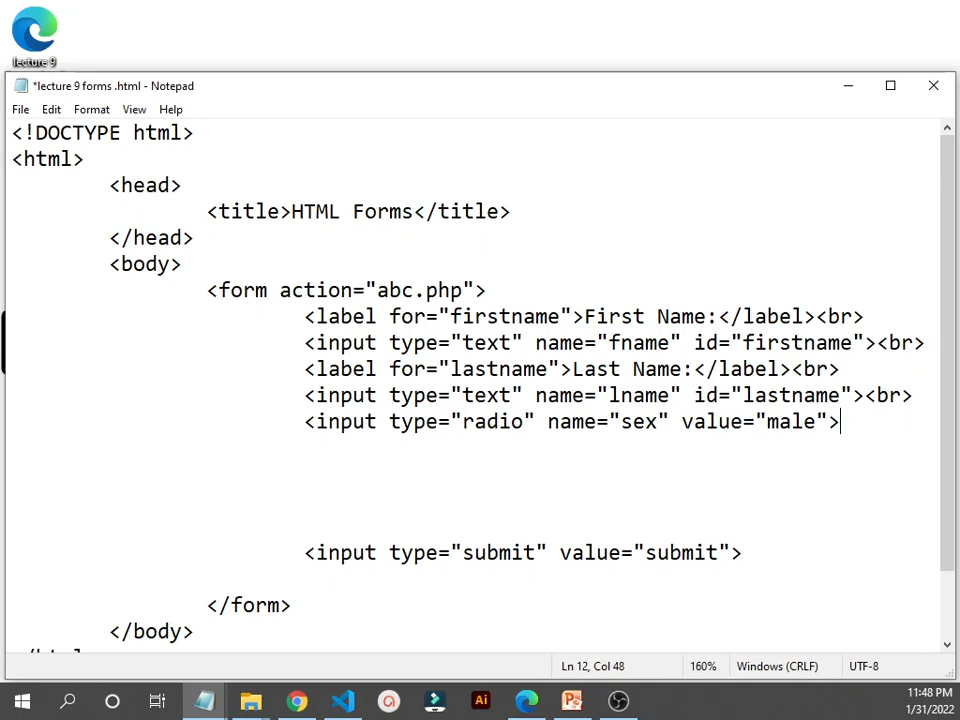 lecture 9
*lecture 9 forms .html - Notepad
File Edit Format View Help
<!DOCTYPE html>
<html>
<head>
<title>HTML Forms</title>
</head>
<body>
<form action="abc.php">
<label for="firstname">First Name:</label><br>
<input type="text" name="fname" id="firstname"><br>
<label for="lastname">Last Name:</label><br>
<input type="text" name="lname" id="lastname"><br>
<input type="radio" name="sex" value="male">
<input type="submit" value="submit">
</form>
</body>
Ln 12, Col 48 160% Windows (CRLF) UTF-8
Ai
11:48 PM
1/31/2022